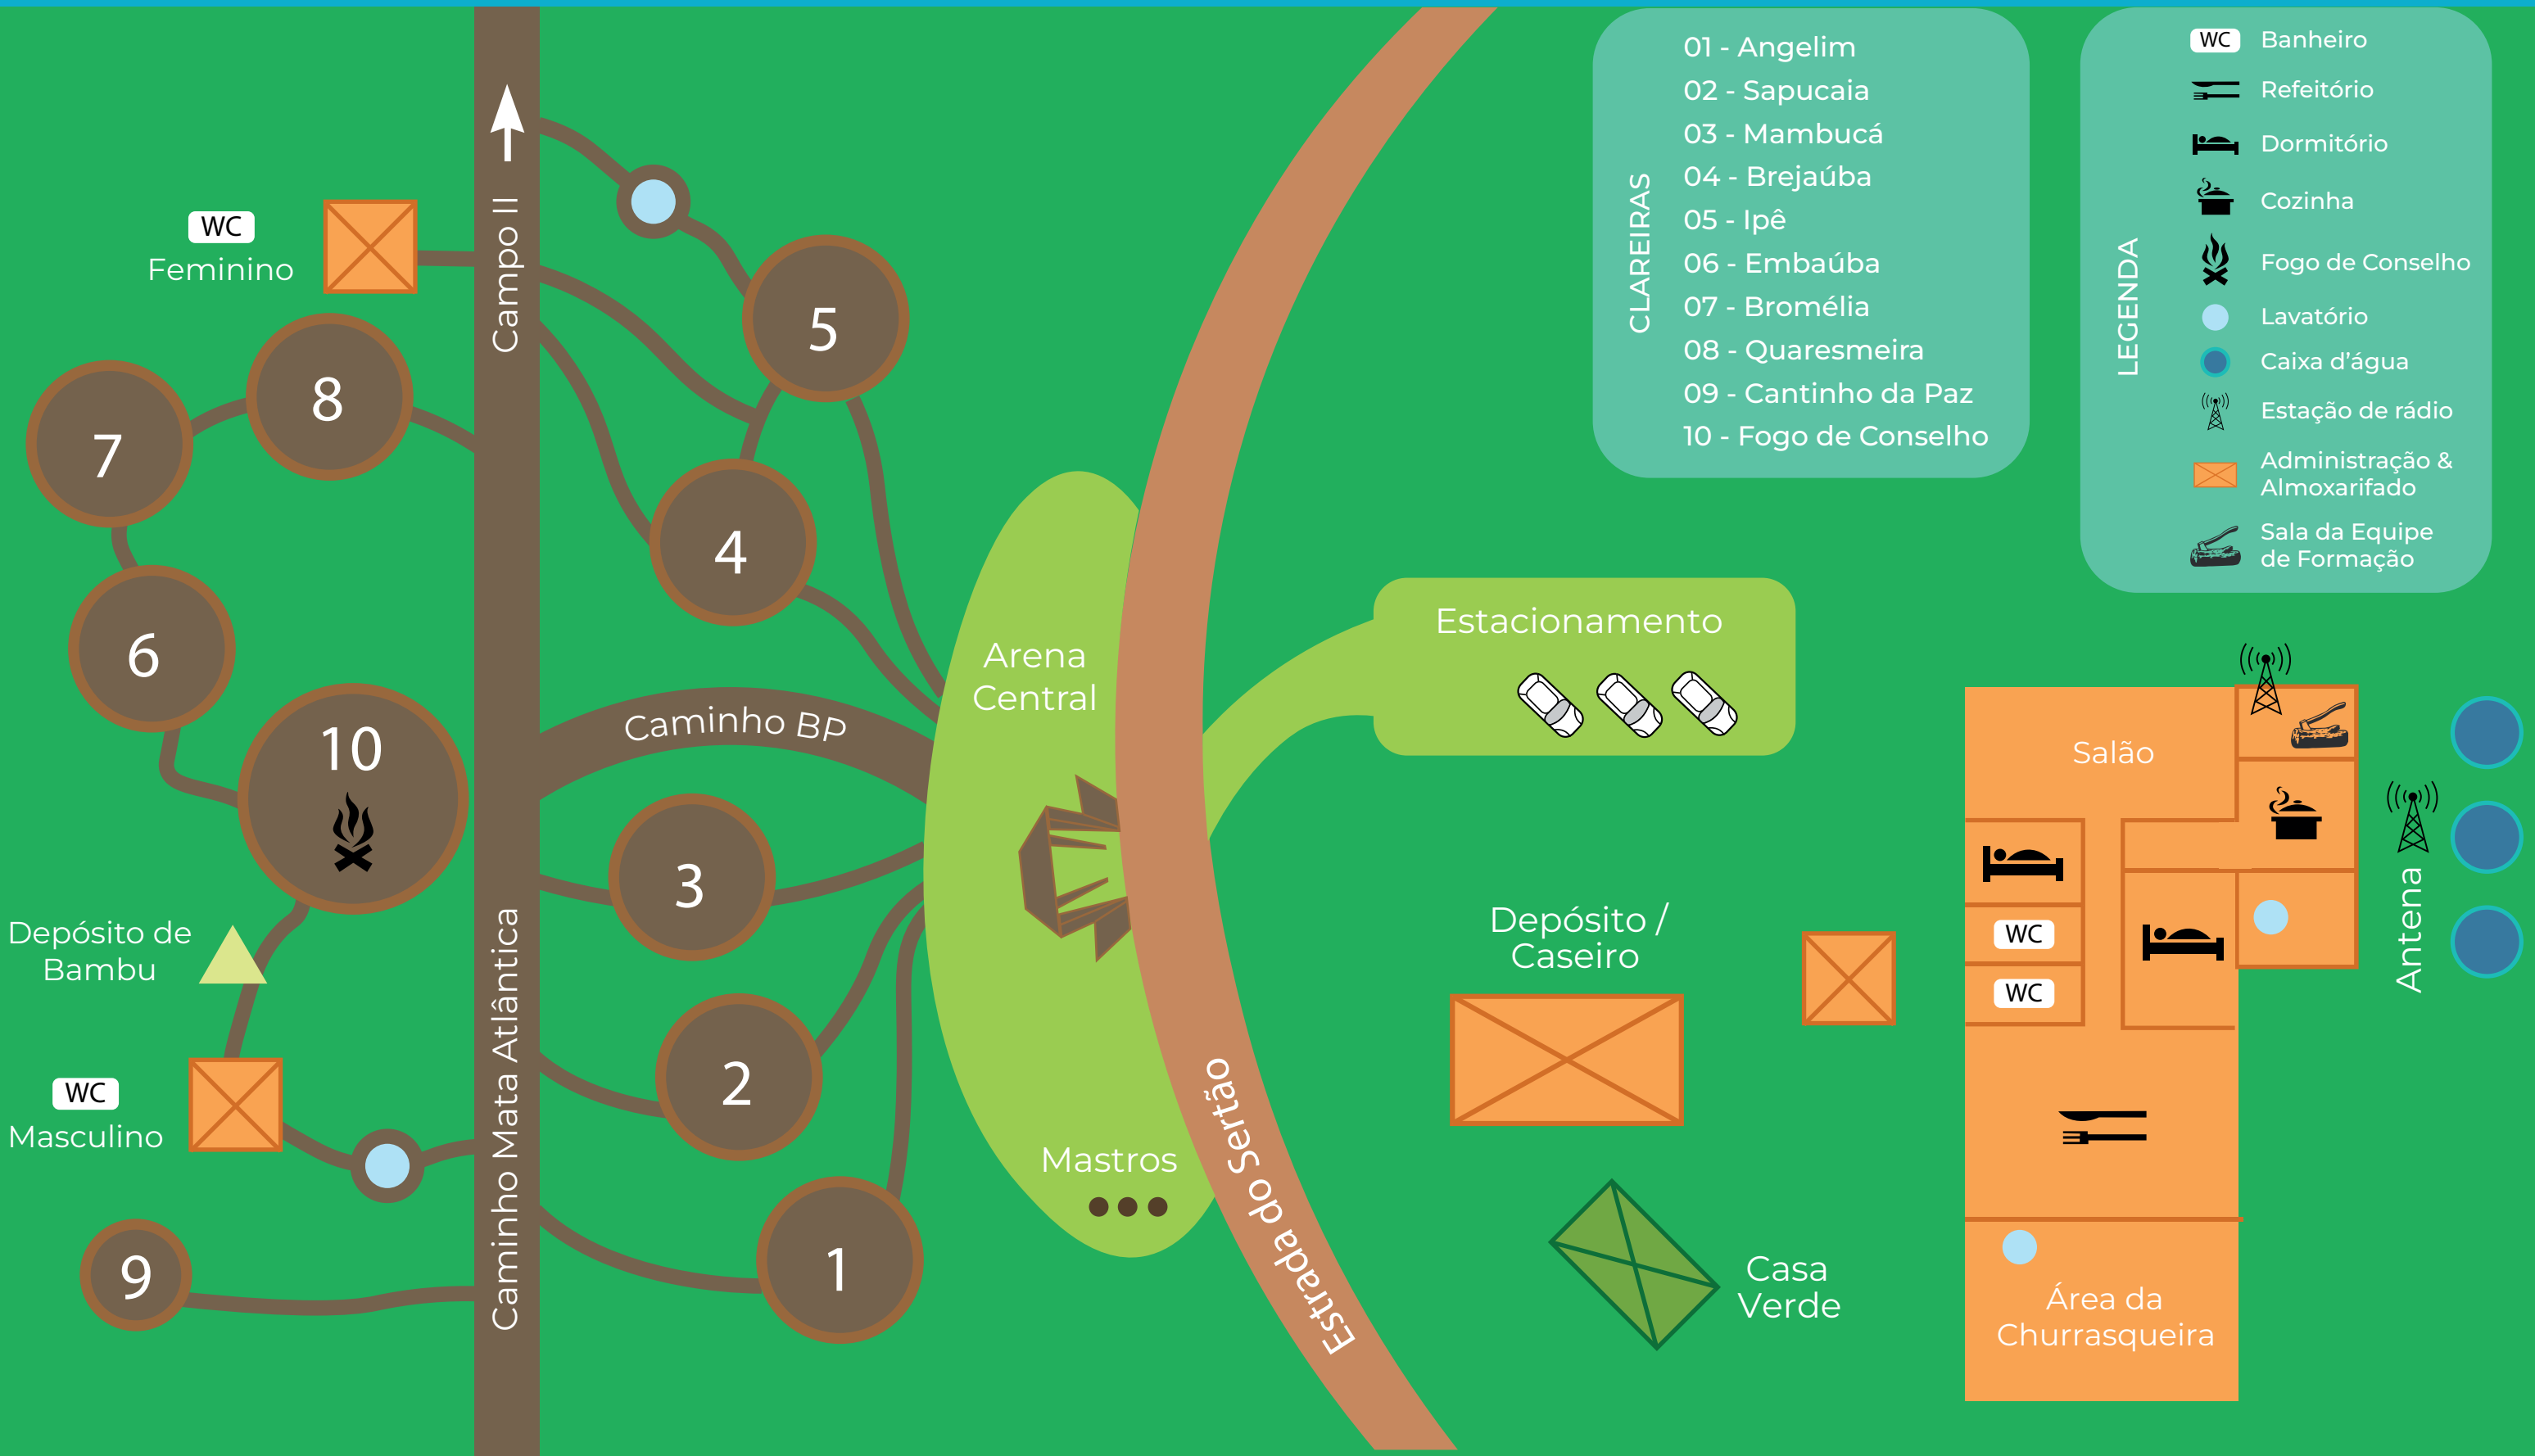 Campo II
WC
Feminino
5
8
7
4
6
10
Caminho BP
3
Depósito de
Bambu
Caminho Mata Atlântica
2
WC
Masculino
9
1
Arena
Central
Mastros
Estrada do Sertão
Estacionamento
CLAREIRAS
01 - Angelim
02 - Sapucaia
03 - Mambucá
04 - Brejaúba
05 - Ipê
06 - Embaúba
07 - Bromélia
08 - Quaresmeira
09 - Cantinho da Paz
10 - Fogo de Conselho
LEGENDA
WC Banheiro
Refeitório
Dormitório
Cozinha
Fogo de Conselho
Lavatório
Caixa d’água
Estação de rádio
Administração &
Almoxarifado
Sala da Equipe
de Formação
Salão
WC
WC
Antena
Depósito /
Caseiro
Casa
Verde
Área da
Churrasqueira